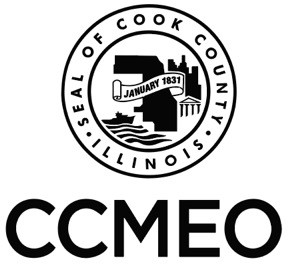 SEAL OF COOK COUNTY
JANUARY 1831
• ILLINOIS •
CCMEO